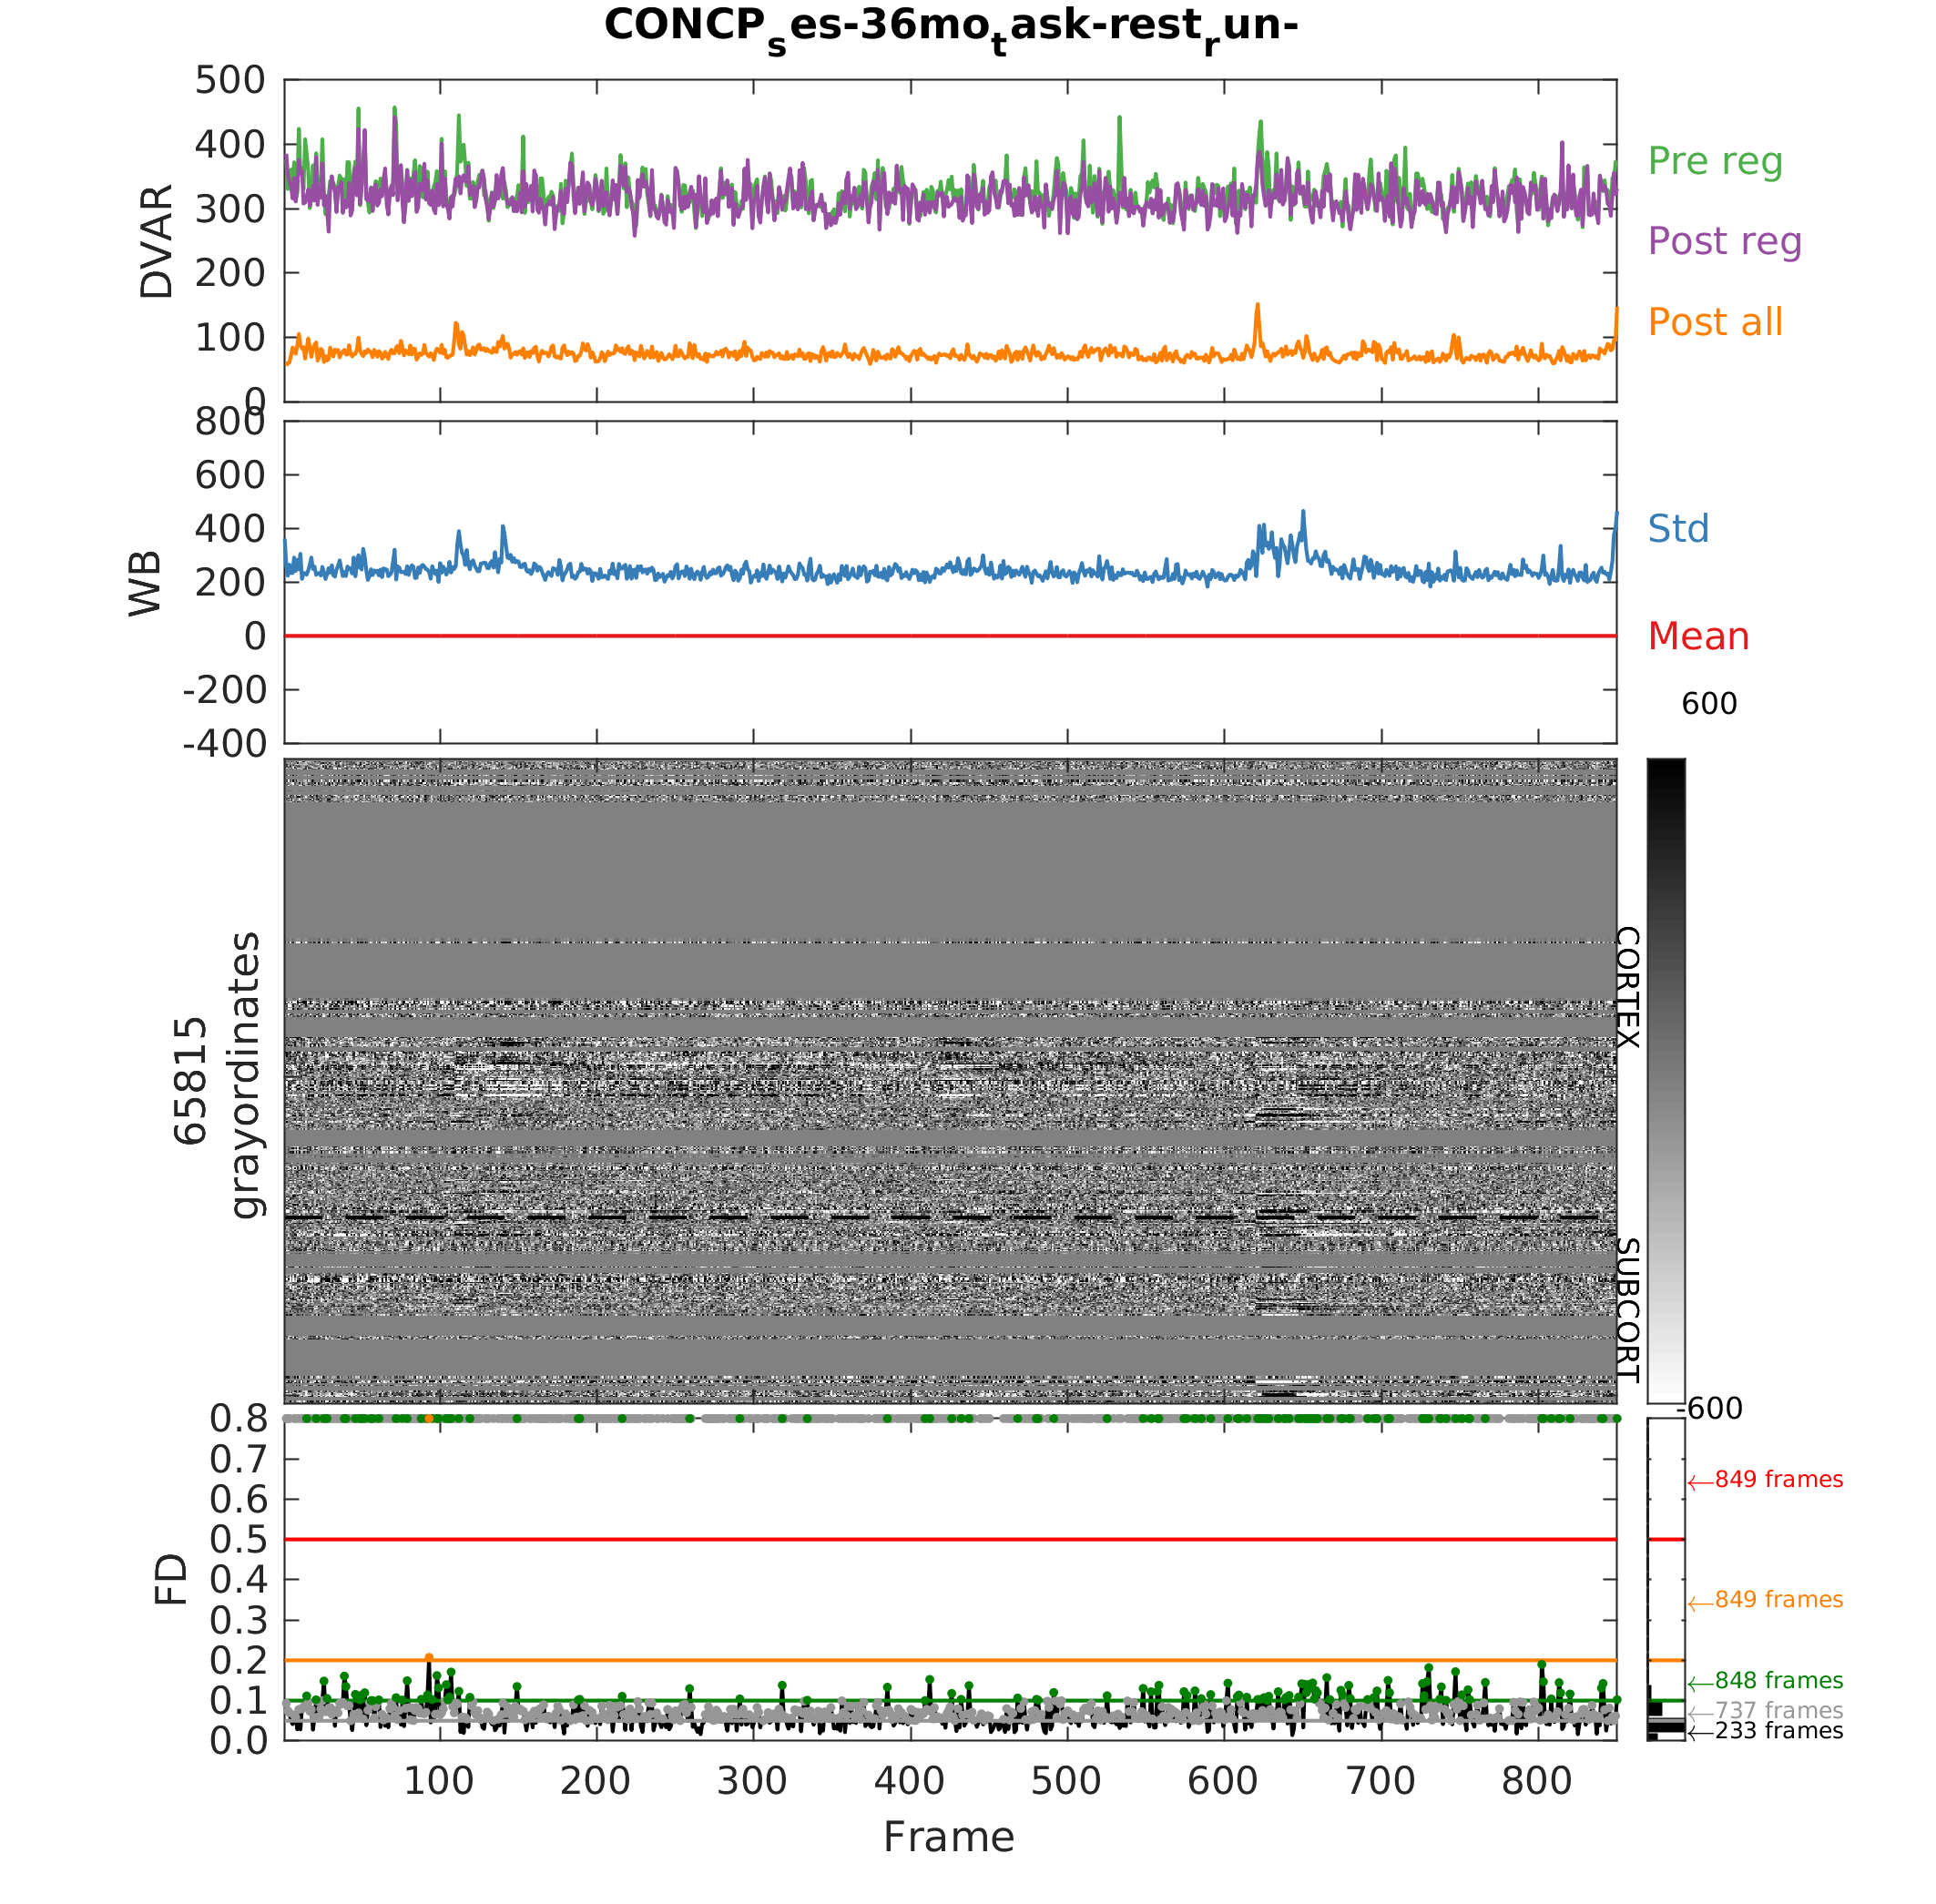 CONCPses-36motask-restrun-
500
400
300
200
100
0
DVAR
Pre reg
Post reg
Post all
800
600
400
200
0
-200
-400
WB
Std
Mean
600
65815
grayordinates
CORTEX
SUBCORT
-600
0.8
0.7
0.6
0.5
0.4
0.3
0.2
0.1
0.0
FD
←849 frames
←849 frames
←848 frames
←737 frames
←233 frames
100 200 300 400 500 600 700 800
Frame